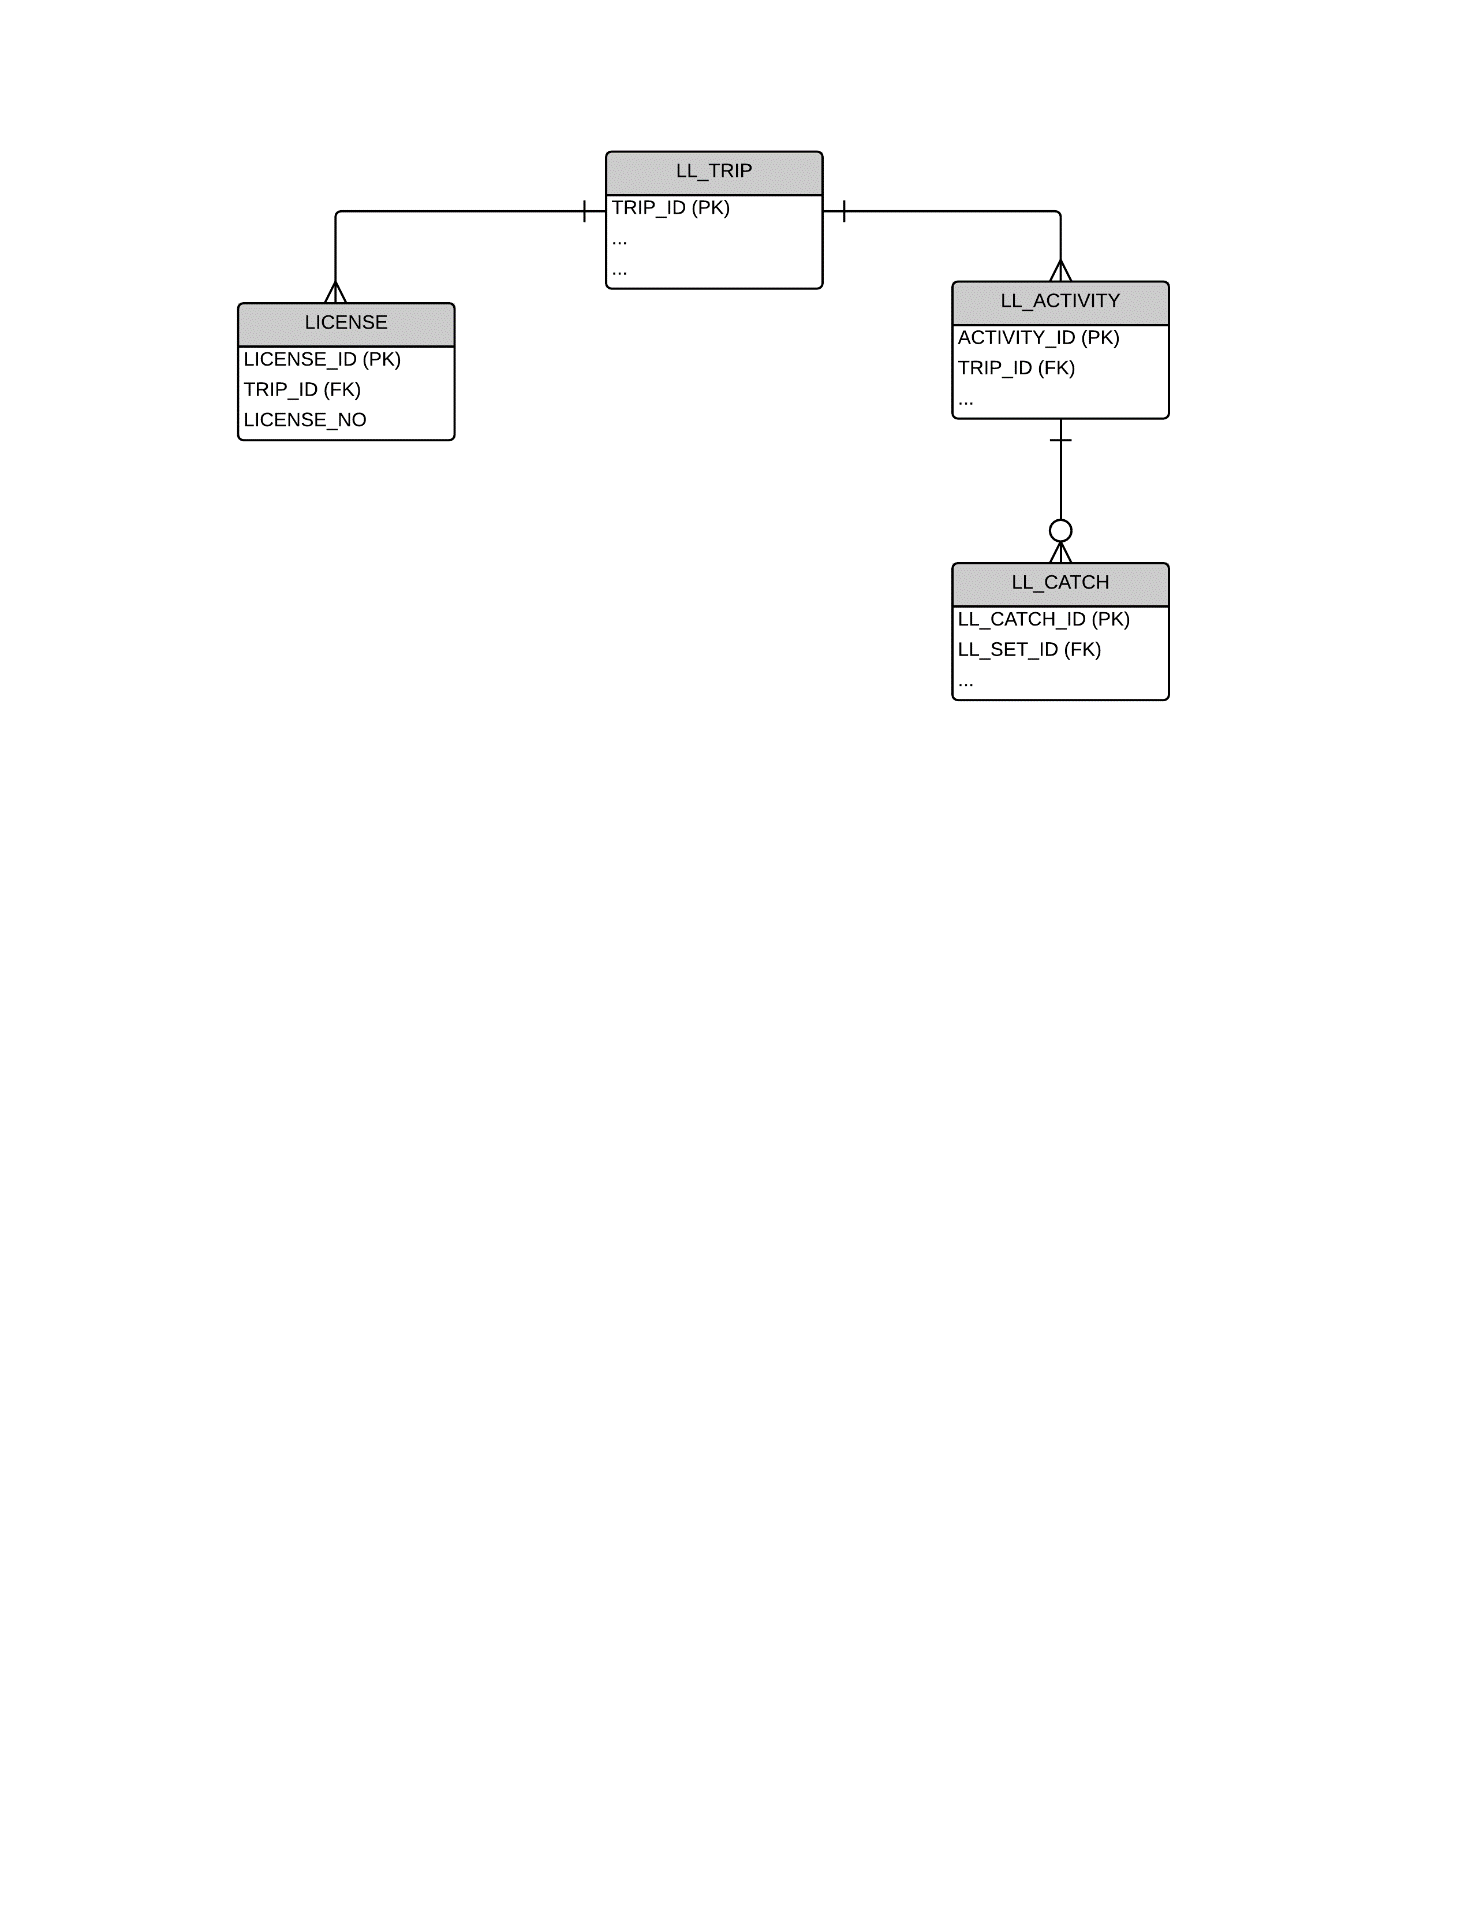 LL_TRIP
TRIP_ID (PK)
...
...
LICENSE
LICENSE_ID (PK)
TRIP_ID (FK)
LICENSE_NO
LL_ACTIVITY
ACTIVITY_ID (PK)
TRIP_ID (FK)
...
LL_CATCH
LL_CATCH_ID (PK)
LL_SET_ID (FK)
...